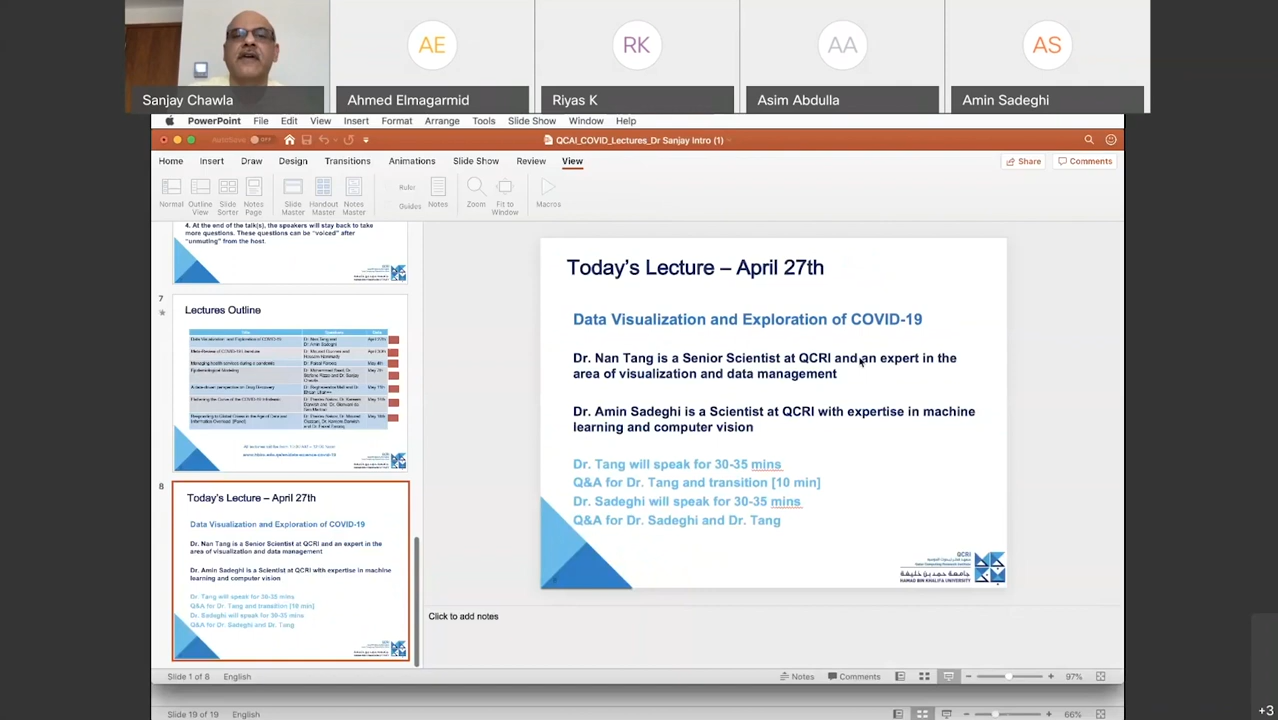 AE
RK
AA
AS
Sanjay Chawla
Ahmed Elmagarmid
Riyas K
Asim Abdulla
Amin Sadeghi
PowerPoint File Edit View Insert Format Arrange Tools Slide Show Window Help
AutoSave OFF
QCAI_COVID_Lectures_Dr Sanjay Intro (1)
Home Insert Draw Design Transitions Animations Slide Show Review View
Share Comments
Normal
Outline View
Slide Sorter
Notes Page
Slide Master
Handout Master
Notes Master
Ruler
Guides
Notes
Zoom
Fit to Window
Macros
4. At the end of the talk(s), the speakers will stay back to take
more questions. These questions can be "voiced" after
"unmuting" from the host.
7
Lectures Outline
8
Today's Lecture – April 27th
Data Visualization and Exploration of COVID-19
Dr. Nan Tang is a Senior Scientist at QCRI and an expert in the
area of visualization and data management
Dr. Amin Sadeghi is a Scientist at QCRI with expertise in machine
learning and computer vision
Dr. Tang will speak for 30-35 mins
Q&A for Dr. Tang and transition [10 min]
Dr. Sadeghi will speak for 30-35 mins
Q&A for Dr. Sadeghi and Dr. Tang
Today's Lecture – April 27th
Data Visualization and Exploration of COVID-19
Dr. Nan Tang is a Senior Scientist at QCRI and an expert in the
area of visualization and data management
Dr. Amin Sadeghi is a Scientist at QCRI with expertise in machine
learning and computer vision
Dr. Tang will speak for 30-35 mins
Q&A for Dr. Tang and transition [10 min]
Dr. Sadeghi will speak for 30-35 mins
Q&A for Dr. Sadeghi and Dr. Tang
QCRI
جامعة حمد بن خليفة
HAMAD BIN KHALIFA UNIVERSITY
Click to add notes
Slide 1 of 8 English
Notes Comments 97%
Slide 19 of 19 English
66%
+3